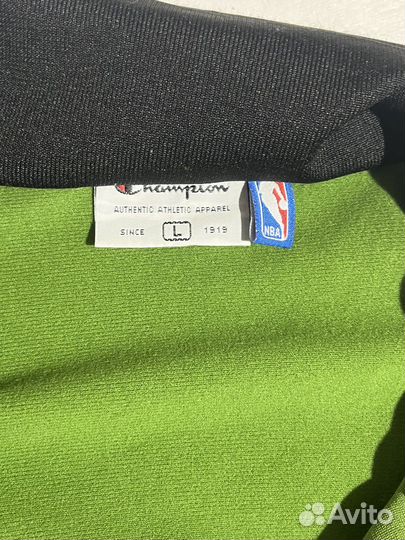 Champion
AUTHENTIC ATHLETIC APPAREL
SINCE L 1919
NBA
Avito